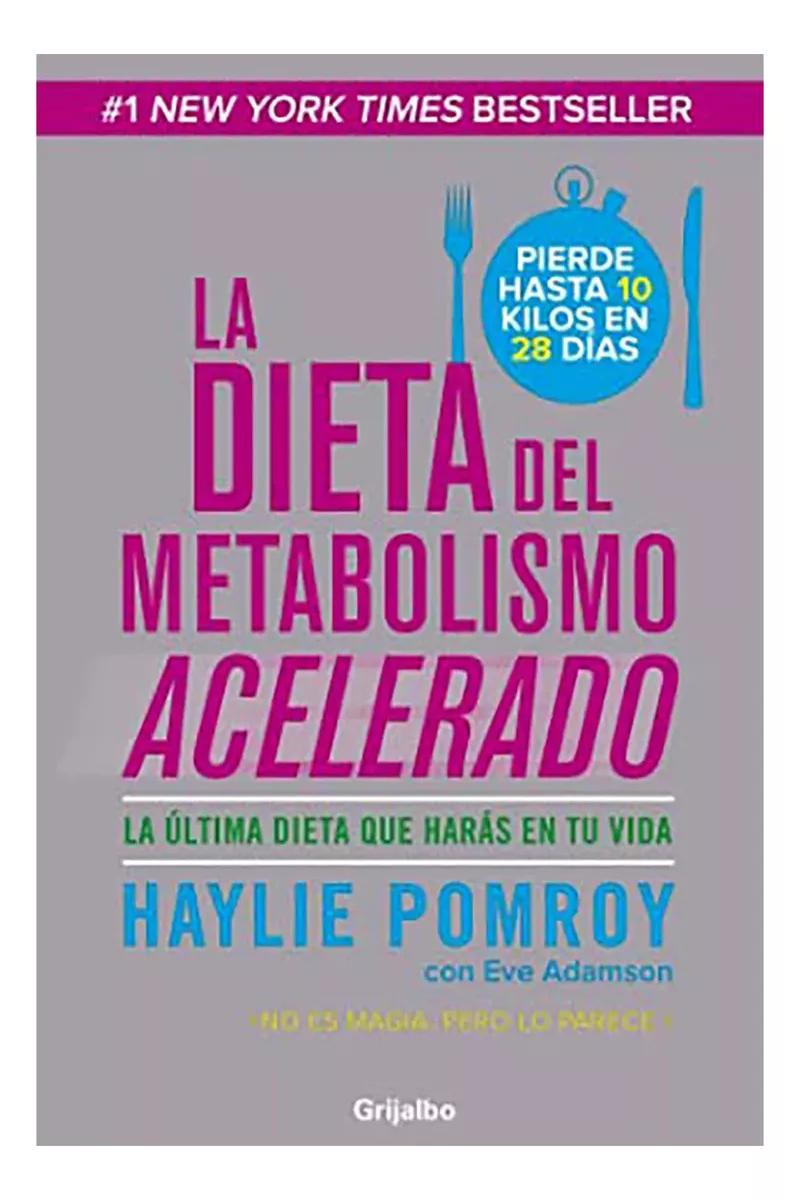 #1 NEW YORK TIMES BESTSELLER
PIERDE
HASTA 10
KILOS EN
28 DÍAS
LA
DIETA DEL
METABOLISMO
ACELERADO
LA ÚLTIMA DIETA QUE HARÁS EN TU VIDA
HAYLIE POMROY
con Eve Adamson
NO ES MAGIA, PERO LO PARECE
Grijalbo